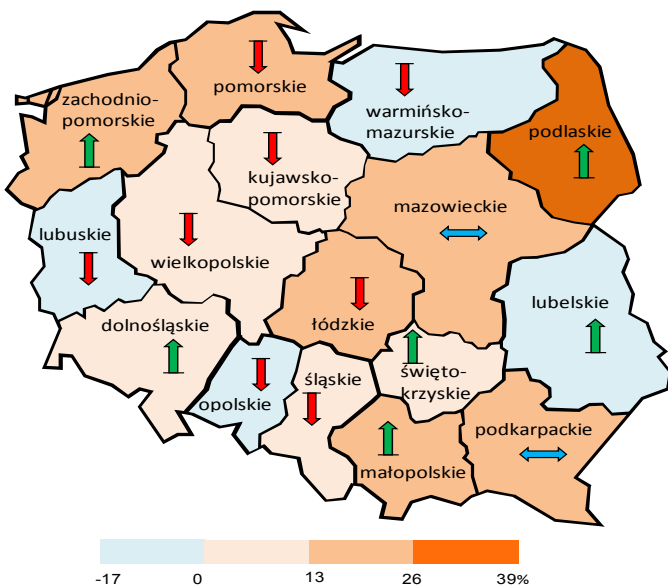 pomorskie
zachodnio-
pomorskie
warmińsko-
mazurskie
podlaskie
kujawsko-
pomorskie
mazowieckie
lubuskie
wielkopolskie
lubelskie
dolnośląskie
łódzkie
święto-
krzyskie
śląskie
opolskie
podkarpackie
małopolskie
-17 0 13 26 39%